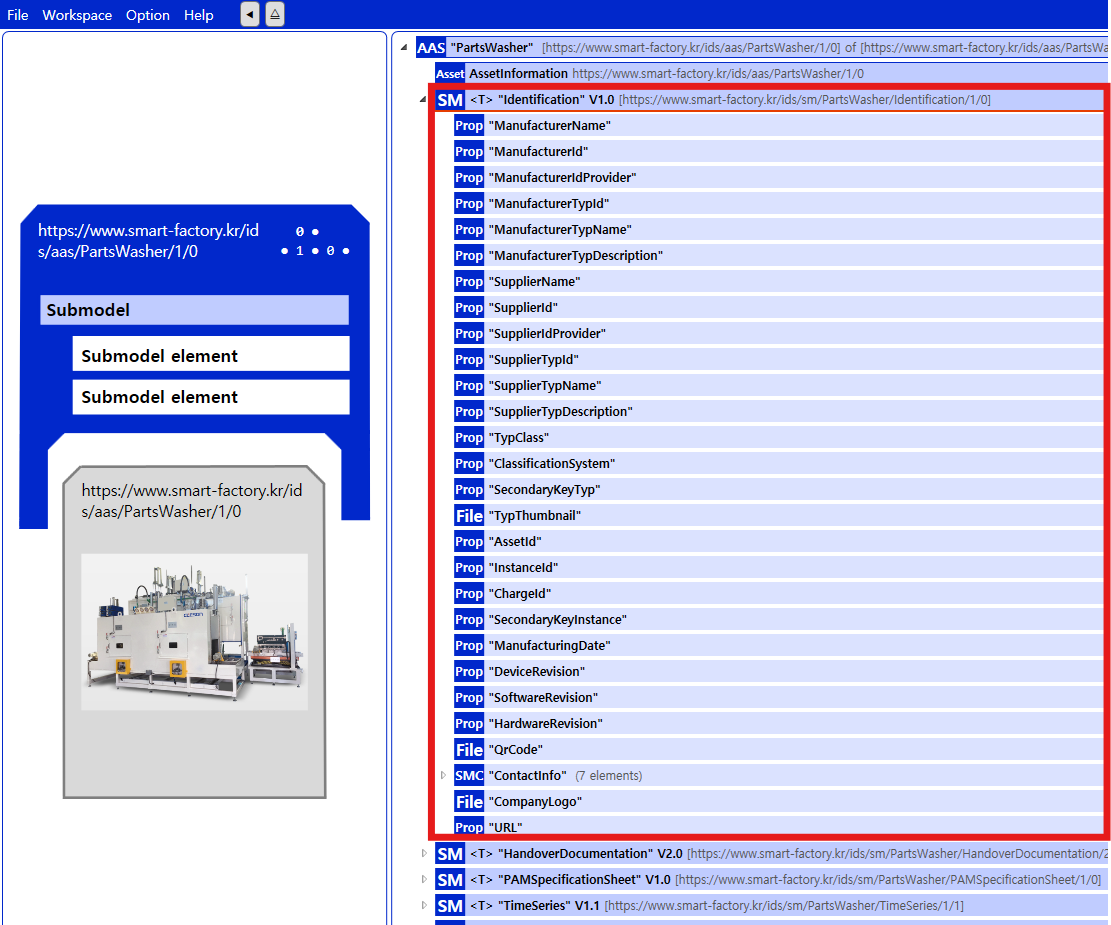 File Workspace Option Help
https://www.smart-factory.kr/id
s/aas/PartsWasher/1/0
0
1 0
Submodel
Submodel element
Submodel element
https://www.smart-factory.kr/id
s/aas/PartsWasher/1/0
AAS "PartsWasher" [https://www.smart-factory.kr/ids/aas/PartsWasher/1/0] of [https://www.smart-factory.kr/ids/aas/PartsWa
Asset AssetInformation https://www.smart-factory.kr/ids/aas/PartsWasher/1/0
SM <T> "Identification" V1.0 [https://www.smart-factory.kr/ids/sm/PartsWasher/Identification/1/0]
Prop "ManufacturerName"
Prop "ManufacturerId"
Prop "ManufacturerIdProvider"
Prop "ManufacturerTypId"
Prop "ManufacturerTypName"
Prop "ManufacturerTypDescription"
Prop "SupplierName"
Prop "SupplierId"
Prop "SupplierIdProvider"
Prop "SupplierTypId"
Prop "SupplierTypName"
Prop "SupplierTypDescription"
Prop "TypClass"
Prop "ClassificationSystem"
Prop "SecondaryKeyTyp"
File "TypThumbnail"
Prop "AssetId"
Prop "InstanceId"
Prop "ChargeId"
Prop "SecondaryKeyInstance"
Prop "ManufacturingDate"
Prop "DeviceRevision"
Prop "SoftwareRevision"
Prop "HardwareRevision"
File "QrCode"
SMC "ContactInfo" (7 elements)
File "CompanyLogo"
Prop "URL"
SM <T> "HandoverDocumentation" V2.0 [https://www.smart-factory.kr/ids/sm/PartsWasher/HandoverDocumentation/2
SM <T> "PAMSpecificationSheet" V1.0 [https://www.smart-factory.kr/ids/sm/PartsWasher/PAMSpecificationSheet/1/0]
SM <T> "TimeSeries" V1.1 [https://www.smart-factory.kr/ids/sm/PartsWasher/TimeSeries/1/1]